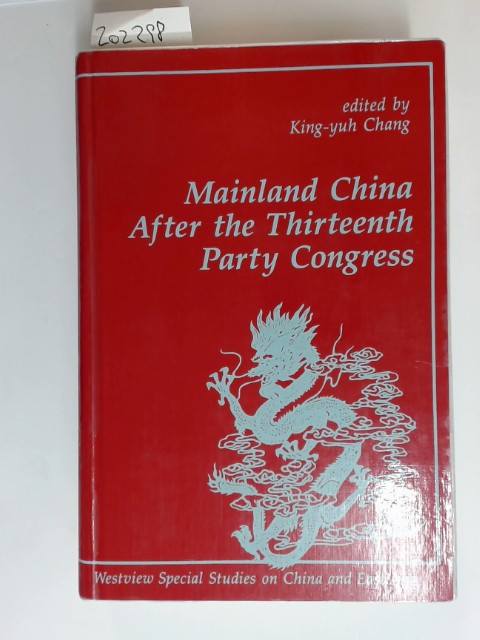 202298
edited by
King-yuh Chang
Mainland China
After the Thirteenth
Party Congress
Westview Special Studies on China and East